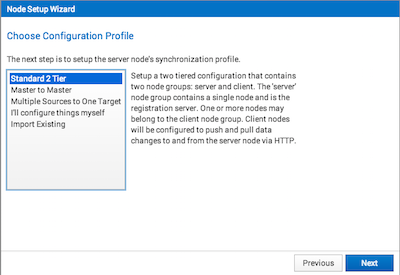 Node Setup Wizard
Choose Configuration Profile
The next step is to setup the server node's synchronization profile.
Standard 2 Tier
Master to Master
Multiple Sources to One Target
I'll configure things myself
Import Existing
Setup a two tiered configuration that contains
two node groups: server and client. The 'server'
node group contains a single node and is the
registration server. One or more nodes may
belong to the client node group. Client nodes
will be configured to push and pull data
changes to and from the server node via HTTP.
Previous
Next